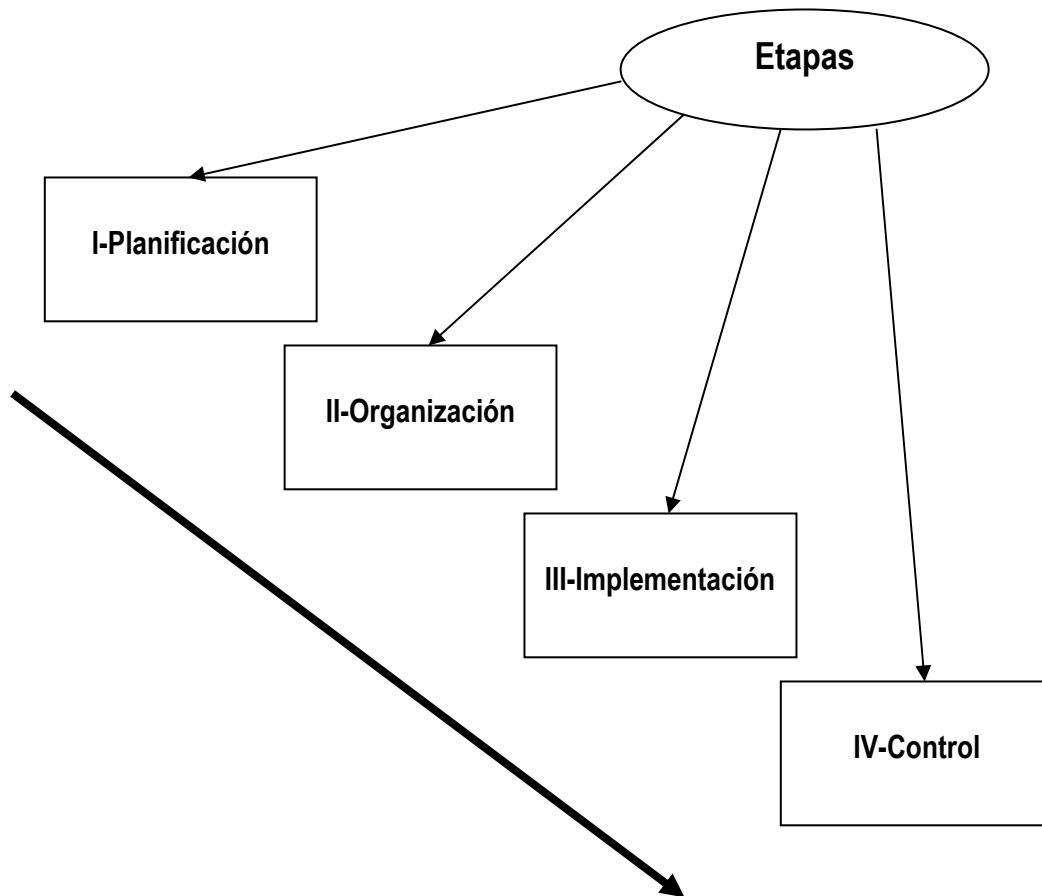 Etapas
I-Planificación
II-Organización
III-Implementación
IV-Control